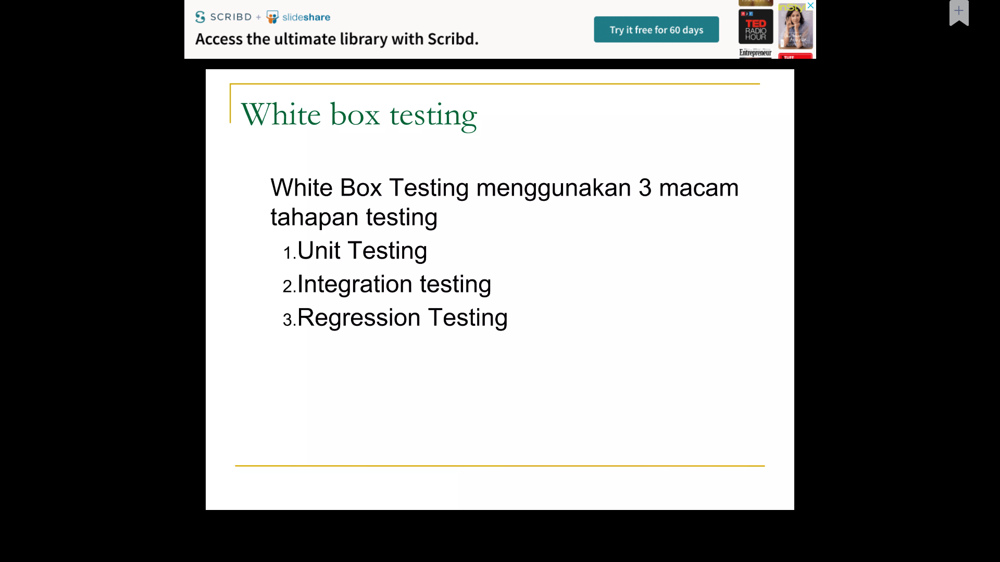 SCRIBD + slideshare
Access the ultimate library with Scribd.
Try it free for 60 days
TED
RADIO
HOUR
InStyl
Entrepreneur
White box testing
White Box Testing menggunakan 3 macam
tahapan testing
1.Unit Testing
2.Integration testing
3.Regression Testing